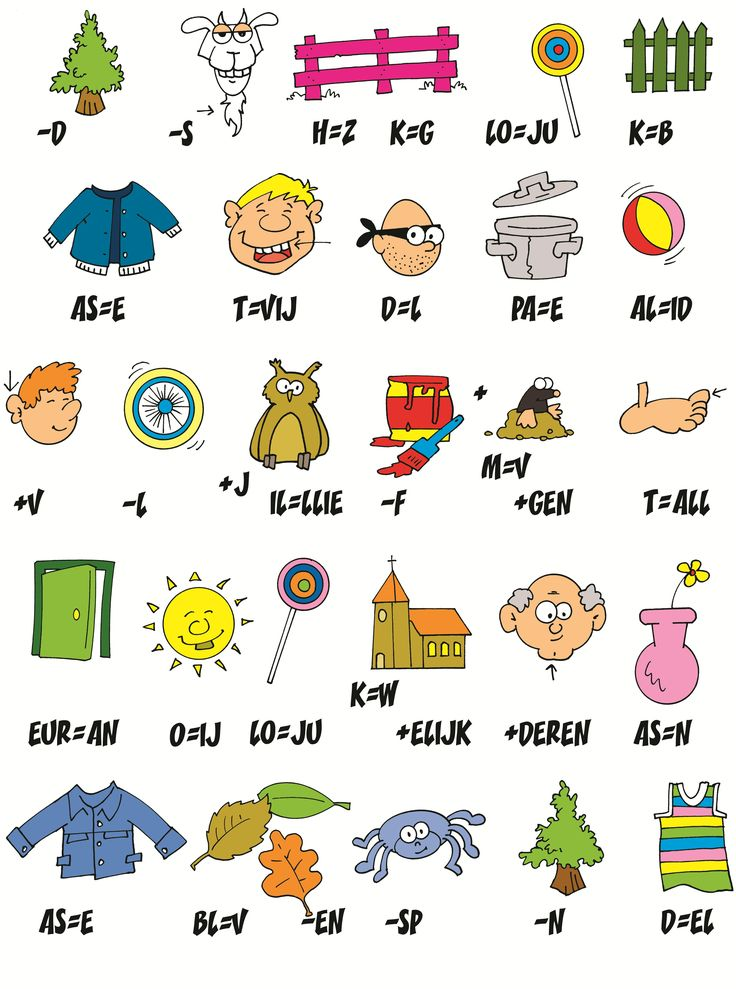 -D -S H=Z K=G LO=JU K=B
AS=E T=VIJ D=L PA=E AL=ID
+
M=V
+V -L +J IL=LLIE -F +GEN T=ALL
K=W
EUR=AN O=IJ LO=JU +ELIJK +DEREN AS=N
AS=E BL=V -EN -SP -N D=EL